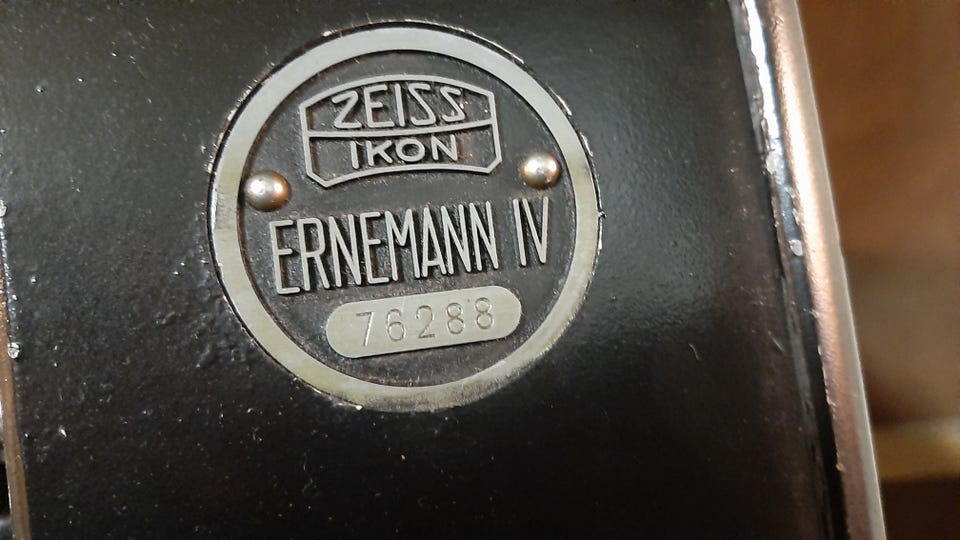 ZEISS
IKON
ERNEMANN IV
76288